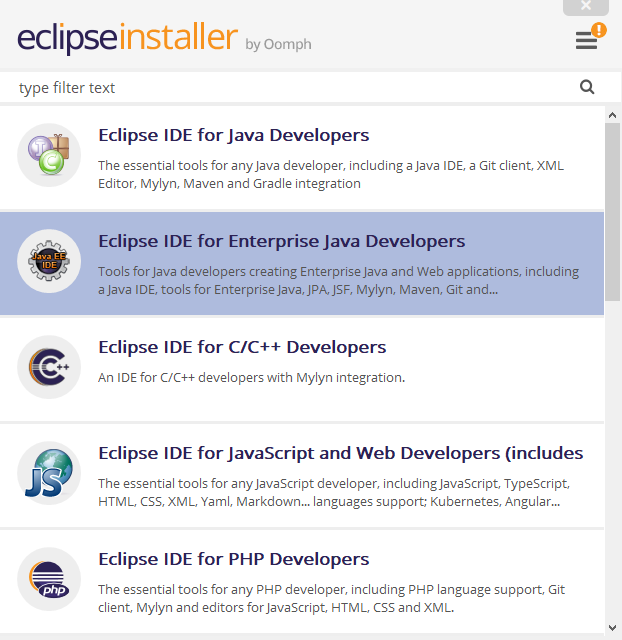 eclipseinstaller by Oomph
!
type filter text
Eclipse IDE for Java Developers
The essential tools for any Java developer, including a Java IDE, a Git client, XML
Editor, Mylyn, Maven and Gradle integration
Java EE
IDE
Eclipse IDE for Enterprise Java Developers
Tools for Java developers creating Enterprise Java and Web applications, including
a Java IDE, tools for Enterprise Java, JPA, JSF, Mylyn, Maven, Git and...
C++
Eclipse IDE for C/C++ Developers
An IDE for C/C++ developers with Mylyn integration.
JS
Eclipse IDE for JavaScript and Web Developers (includes
The essential tools for any JavaScript developer, including JavaScript, TypeScript,
HTML, CSS, XML, Yaml, Markdown... languages support; Kubernetes, Angular...
php
Eclipse IDE for PHP Developers
The essential tools for any PHP developer, including PHP language support, Git
client, Mylyn and editors for JavaScript, HTML, CSS and XML.